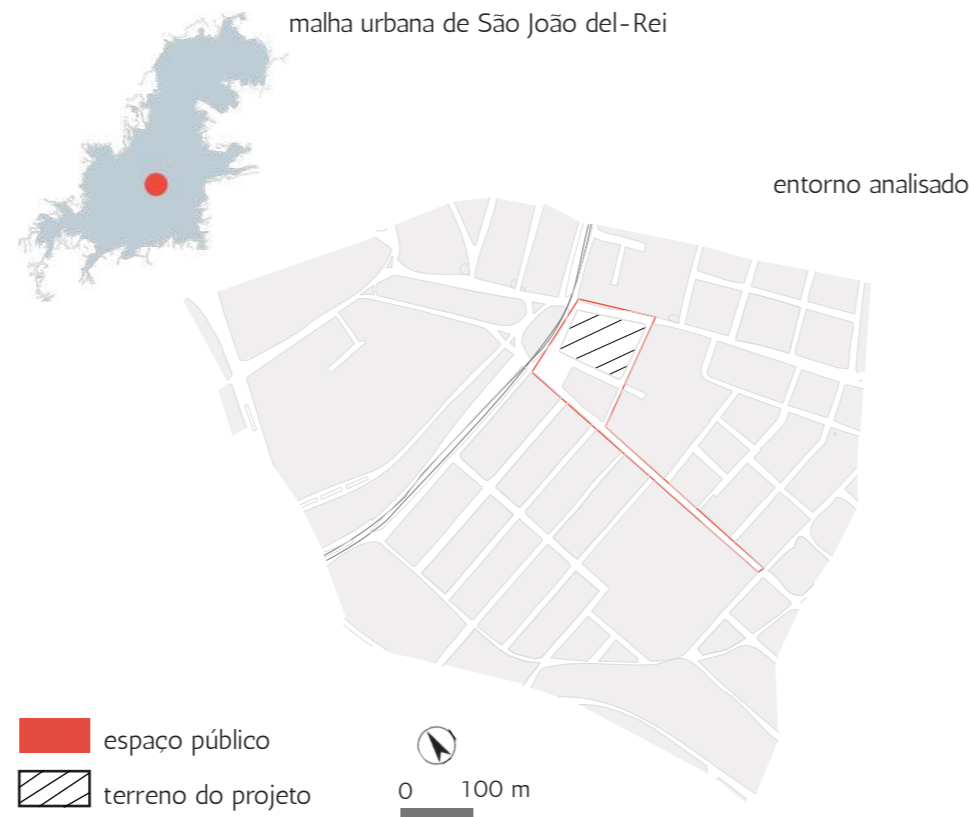 malha urbana de São João del-Rei
entorno analisado
espaço público
terreno do projeto
0 100 m